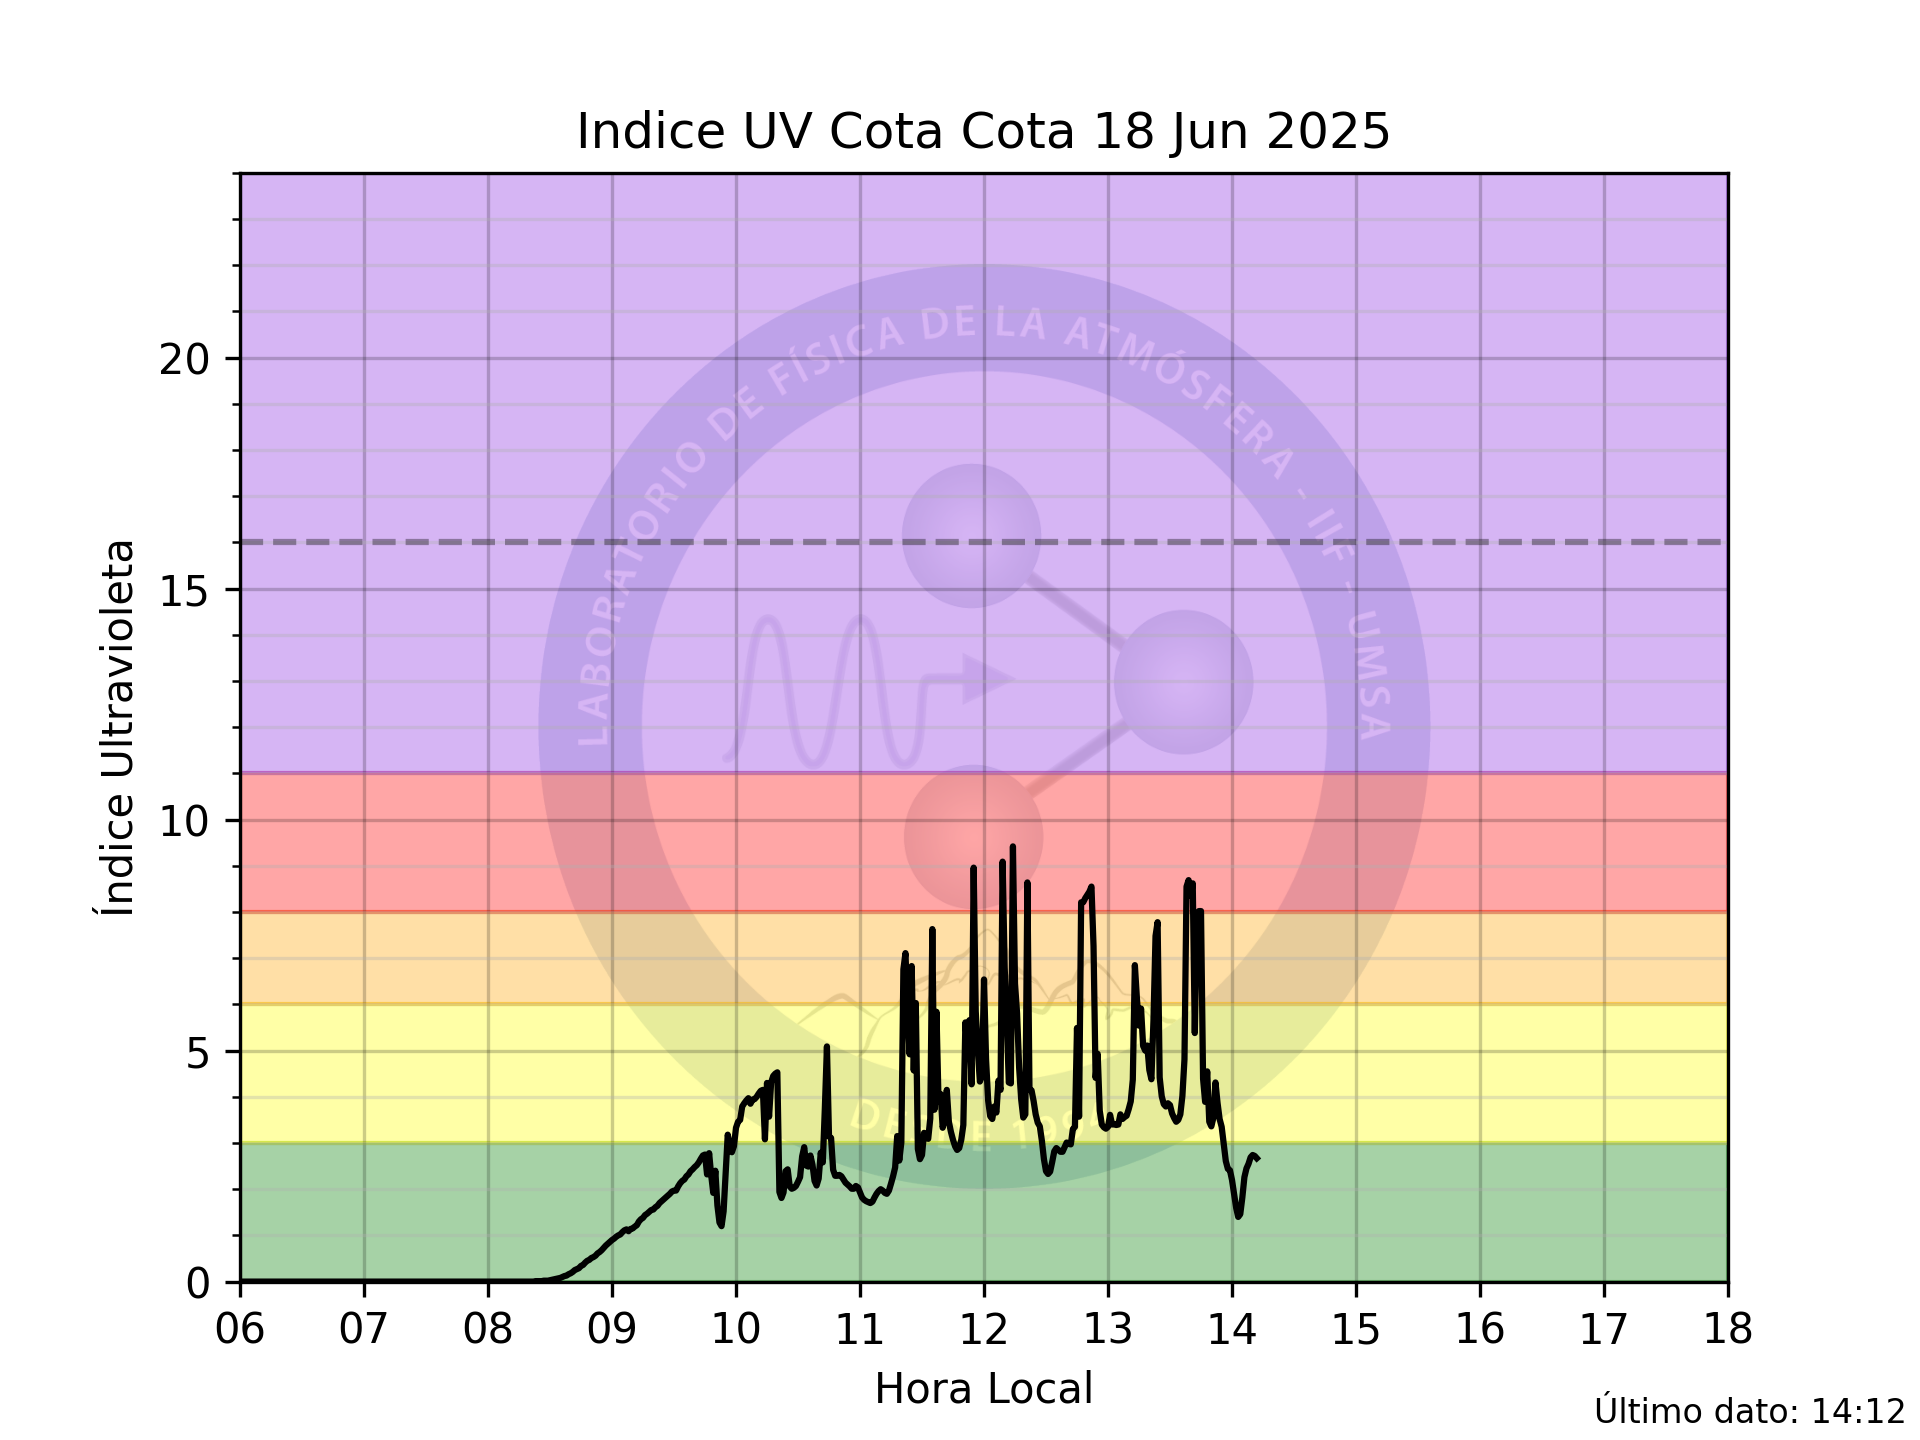 Indice UV Cota Cota 18 Jun 2025
LABORATORIO DE FÍSICA DE LA ATMÓSFERA - IIF - UMSA
Índice Ultravioleta
20
15
10
5
0
06 07 08 09 10 11 12 13 14 15 16 17 18
Hora Local
Último dato: 14:12